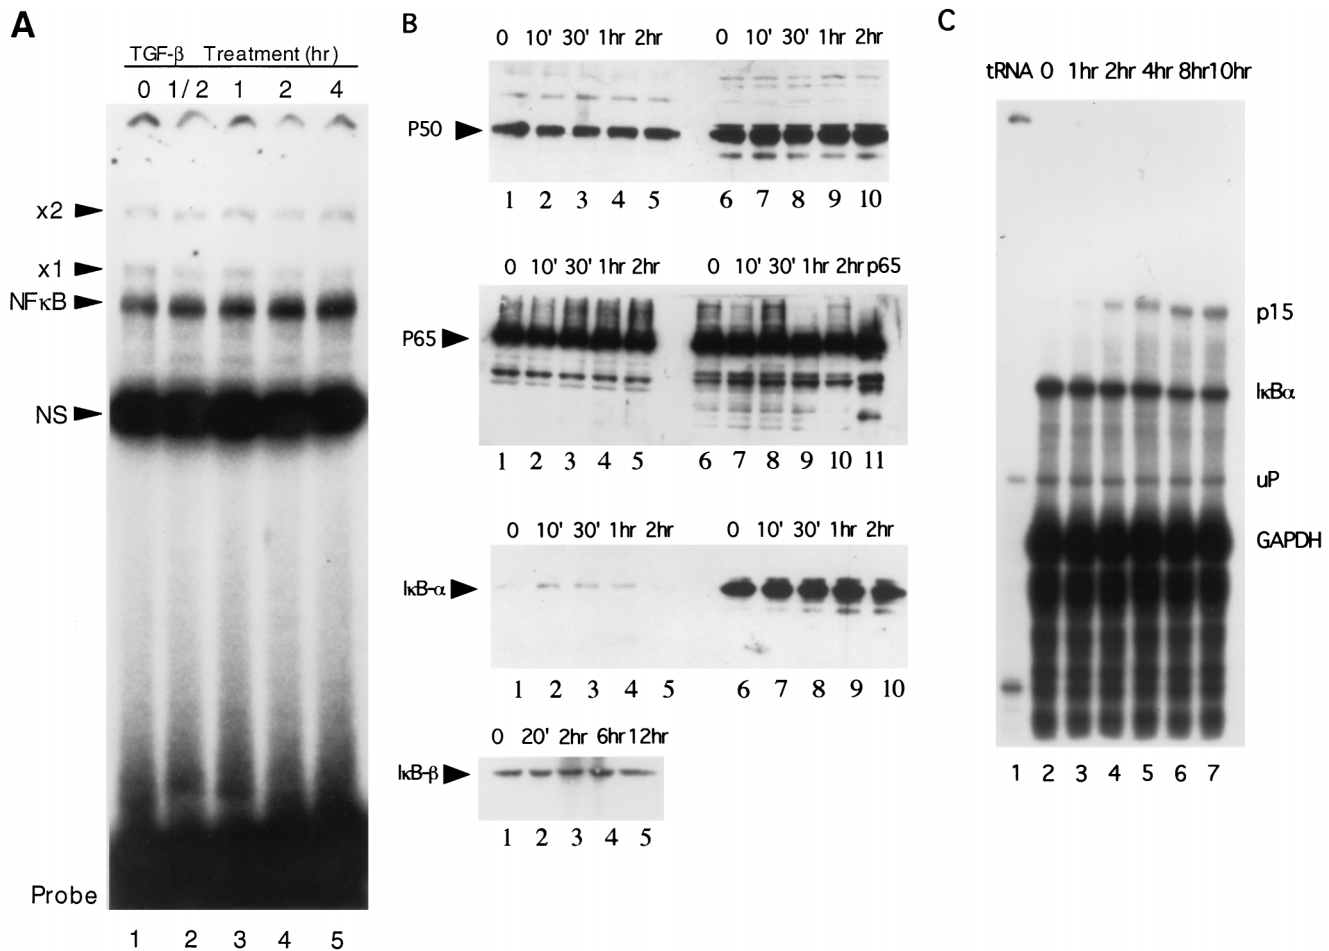 A
TGF-β Treatment (hr)
0 1/2 1 2 4
x2
x1
NFκB
NS
Probe
1 2 3 4 5
B
0 10' 30' 1hr 2hr 0 10' 30' 1hr 2hr
P50
1 2 3 4 5 6 7 8 9 10
0 10' 30' 1hr 2hr 0 10' 30' 1hr 2hr p65
P65
1 2 3 4 5 6 7 8 9 10 11
0 10' 30' 1hr 2hr 0 10' 30' 1hr 2hr
IκB-α
1 2 3 4 5 6 7 8 9 10
0 20' 2hr 6hr 12hr
IκB-β
1 2 3 4 5
C
tRNA 0 1hr 2hr 4hr 8hr 10hr
p15
IκBα
uP
GAPDH
1 2 3 4 5 6 7